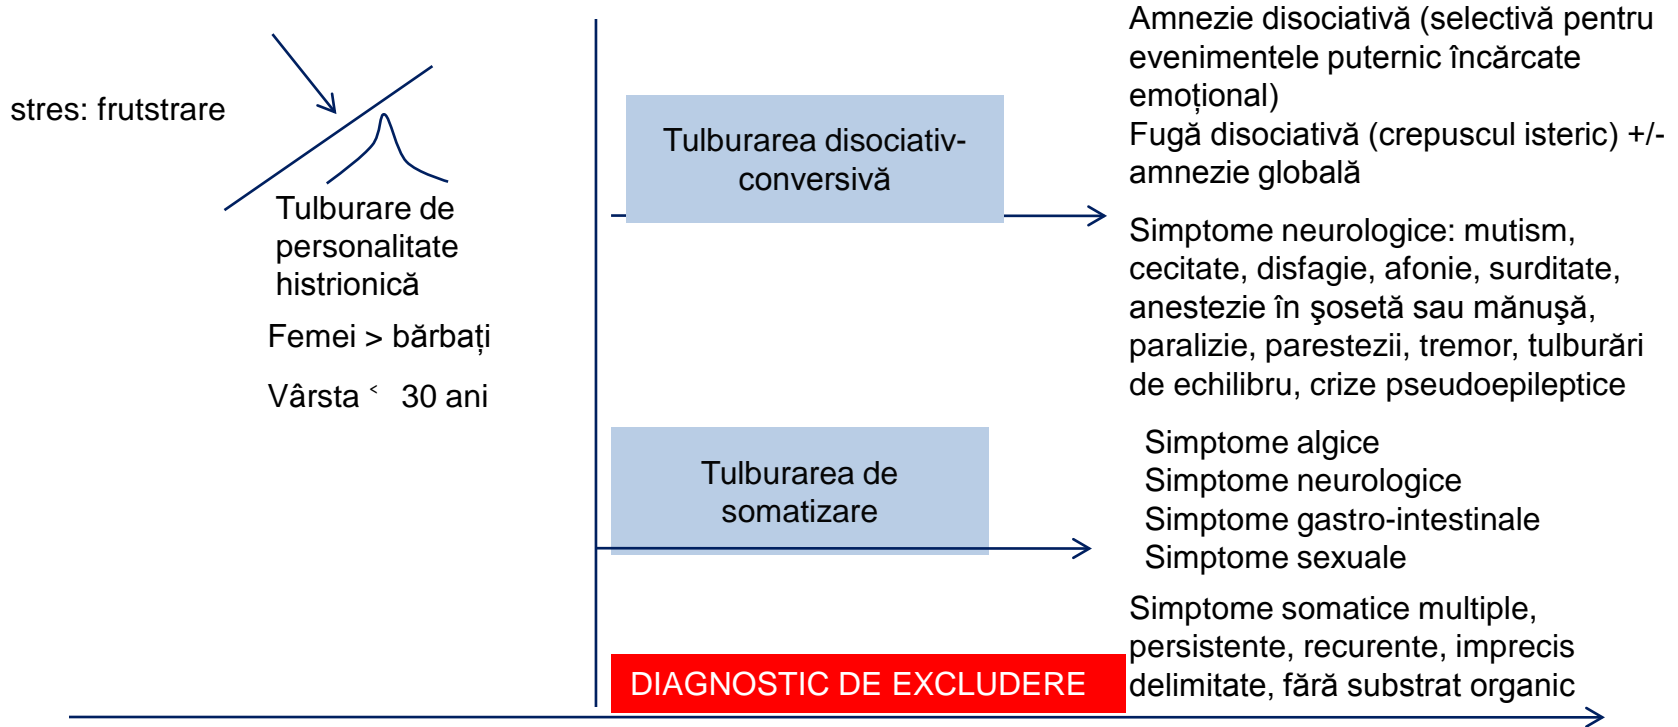 stres: frutstrare
Tulburare de
personalitate
histrionică
Femei > bărbați
Vârsta < 30 ani
Tulburarea disociativ-
conversivă
Amnezie disociativă (selectivă pentru
evenimentele puternic încărcate
emoțional)
Fugă disociativă (crepuscul isteric) +/-
amnezie globală
Simptome neurologice: mutism,
cecitate, disfagie, afonie, surditate,
anestezie în şosetă sau mănuşă,
paralizie, parestezii, tremor, tulburări
de echilibru, crize pseudoepileptice
Tulburarea de
somatizare
Simptome algice
Simptome neurologice
Simptome gastro-intestinale
Simptome sexuale
Simptome somatice multiple,
persistente, recurente, imprecis
delimitate, fără substrat organic
DIAGNOSTIC DE EXCLUDERE